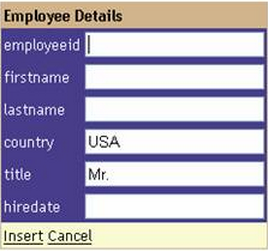 Employee Details
employeeid
firstname
lastname
country USA
title Mr.
hiredate
Insert Cancel